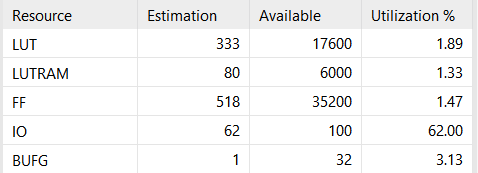 Resource Estimation Available Utilization %
LUT 333 17600 1.89
LUTRAM 80 6000 1.33
FF 518 35200 1.47
IO 62 100 62.00
BUFG 1 32 3.13